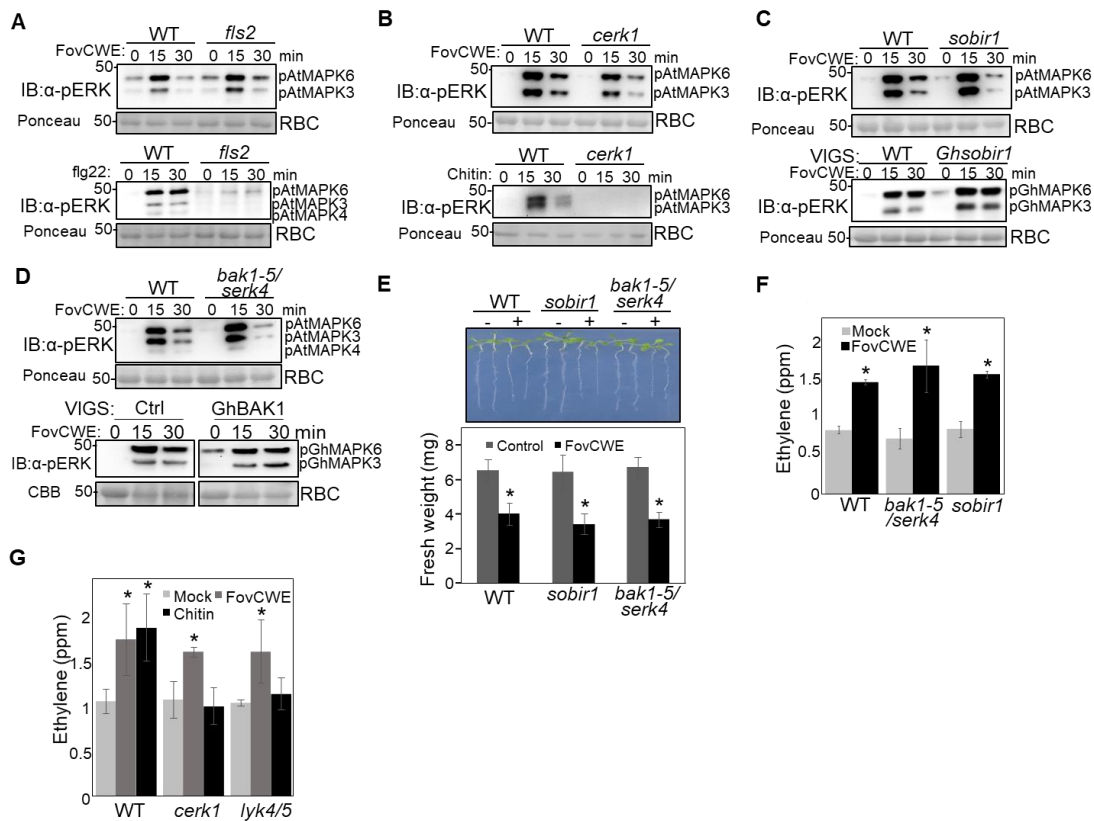 A
WT fls2
FovCWE: 0 15 30 0 15 30 min
50-
IB:α-pERK
pAtMAPK6
pAtMAPK3
Ponceau 50- RBC
WT fls2
flg22: 0 15 30 0 15 30 min
50-
IB:α-pERK
pAtMAPK6
pAtMAPK3
pAtMAPK4
Ponceau 50- RBC
B
WT cerk1
FovCWE: 0 15 30 0 15 30 min
50-
IB:α-pERK
pAtMAPK6
pAtMAPK3
Ponceau 50- RBC
WT cerk1
Chitin: 0 15 30 0 15 30 min
50-
IB:α-pERK
pAtMAPK6
pAtMAPK3
Ponceau 50- RBC
C
WT sobir1
FovCWE: 0 15 30 0 15 30 min
50-
IB:α-pERK
pAtMAPK6
pAtMAPK3
Ponceau 50- RBC
VIGS: WT Ghsobir1
FovCWE: 0 15 30 0 15 30 min
50-
IB:α-pERK
pGhMAPK6
pGhMAPK3
Ponceau 50- RBC
D
WT bak1-5/
serk4
FovCWE: 0 15 30 0 15 30 min
50-
IB:α-pERK
pAtMAPK6
pAtMAPK3
pAtMAPK4
Ponceau 50- RBC
VIGS: Ctrl GhBAK1
FovCWE: 0 15 30 0 15 30 min
50-
IB:α-pERK
pGhMAPK6
pGhMAPK3
CBB 50- RBC
E
WT sobir1 bak1-5/
serk4
- + - + - +
Control FovCWE
Fresh weight (mg)
8
6
4
2
0
* * *
WT sobir1 bak1-5/
serk4
F
Mock
FovCWE
Ethylene (ppm)
2
1.5
1
0.5
0
* * *
WT bak1-5
/serk4 sobir1
G
Mock FovCWE
Chitin
Ethylene (ppm)
2
1.5
1
0.5
0
* * * *
WT cerk1 lyk4/5